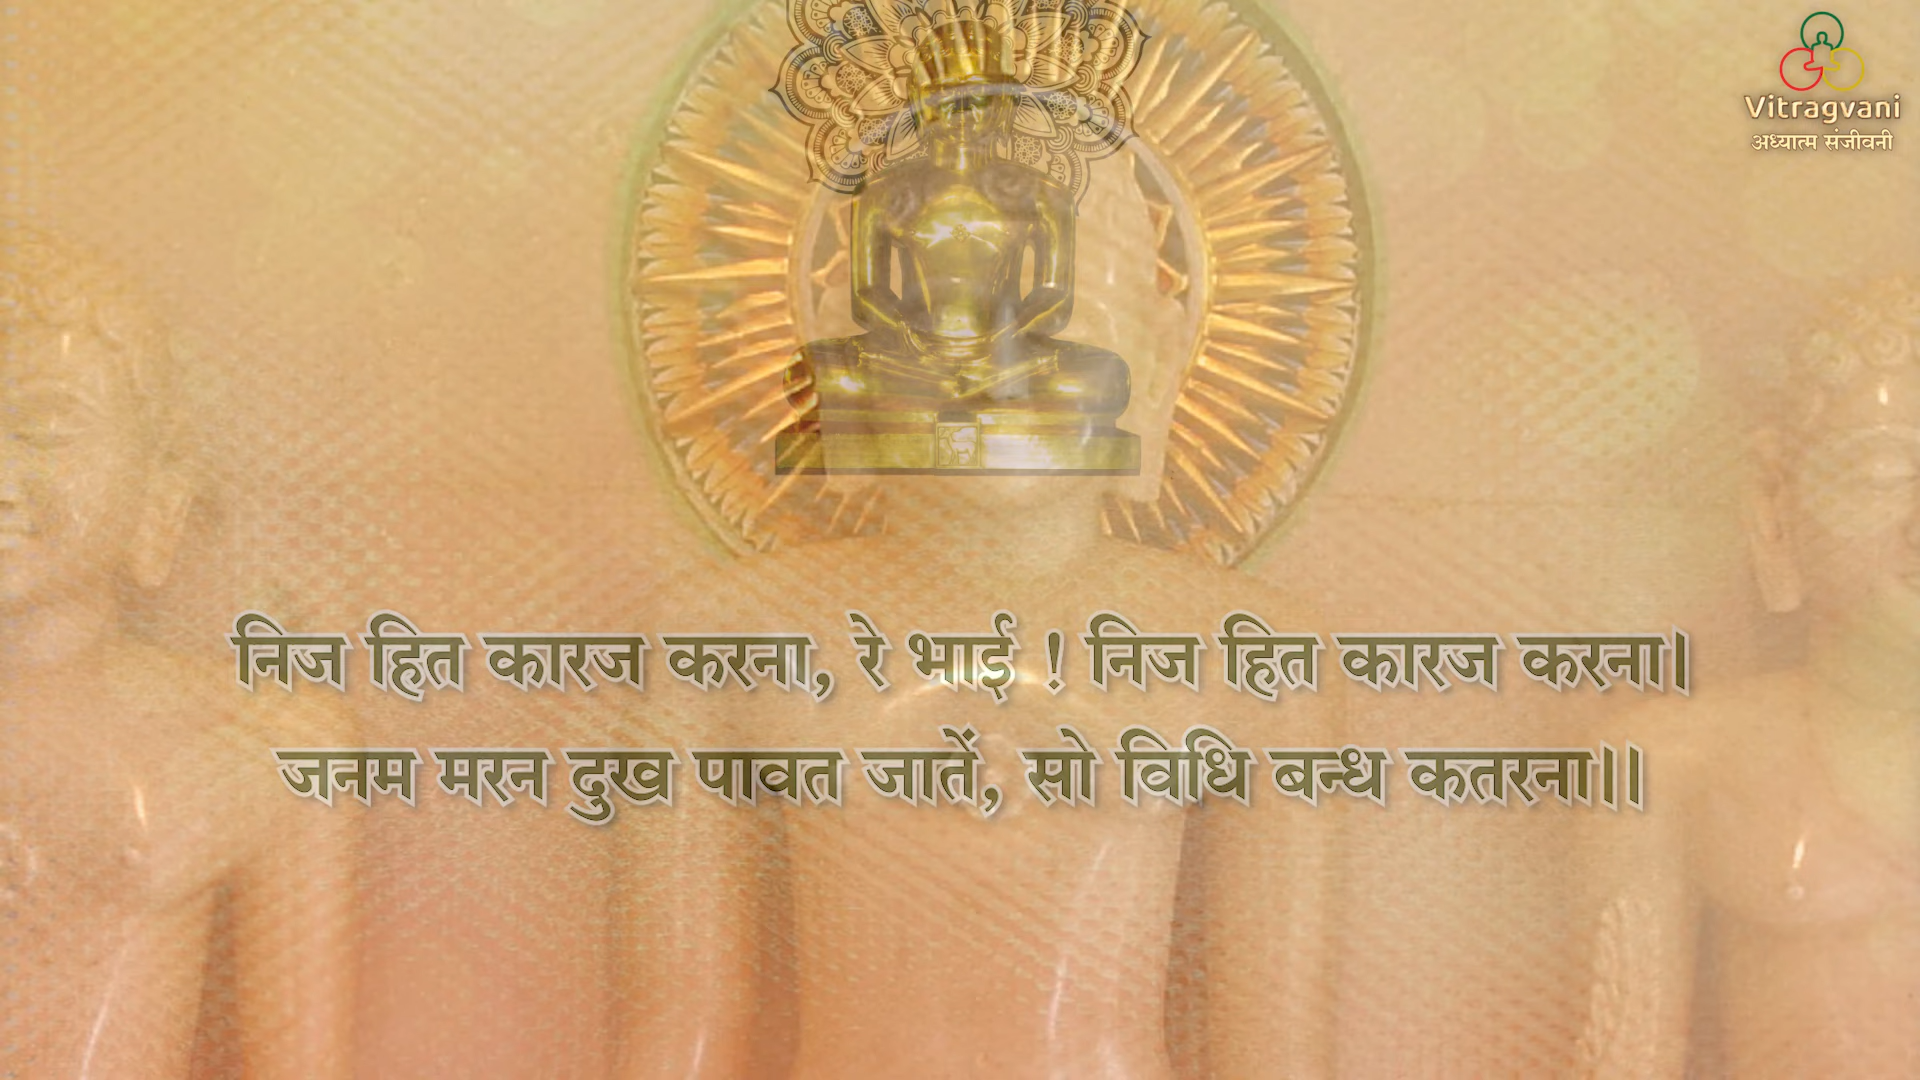 Vitragvani
अध्यात्म संजीवनी
निज हित कारज करना, रे भाई ! निज हित कारज करना।
जनम मरन दुख पावत जातें, सो विधि बन्ध कतरना।।